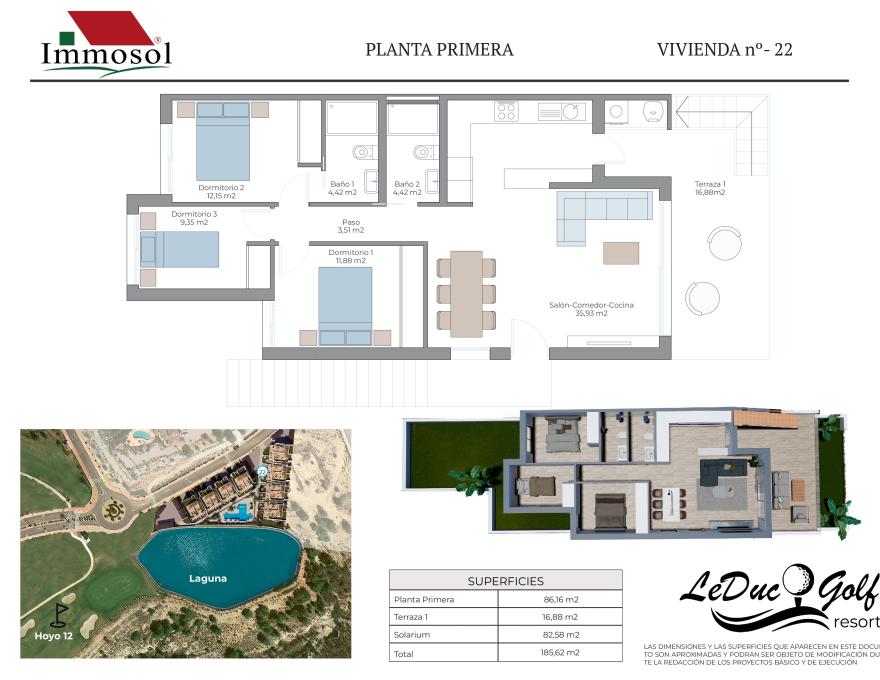 Immosol®
PLANTA PRIMERA
VIVIENDA nº- 22
Dormitorio 2
12,15 m2
Baño 1
4,42 m2
Baño 2
4,42 m2
Terraza 1
16,88m2
Dormitorio 3
9,35 m2
Paso
3,51 m2
Dormitorio 1
11,88 m2
Salón-Comedor-Cocina
35,93 m2
22
Laguna
Hoyo 12
SUPERFICIES
Planta Primera 86,16 m2
Terraza 1 16,88 m2
Solarium 82,58 m2
Total 185,62 m2
LeDuc Golf
resort
LAS DIMENSIONES Y LAS SUPERFICIES QUE APARECEN EN ESTE DOCU
TO SON APROXIMADAS Y PODRÁN SER OBJETO DE MODIFICACIÓN DU
TE LA REDACCIÓN DE LOS PROYECTOS BÁSICO Y DE EJECUCIÓN